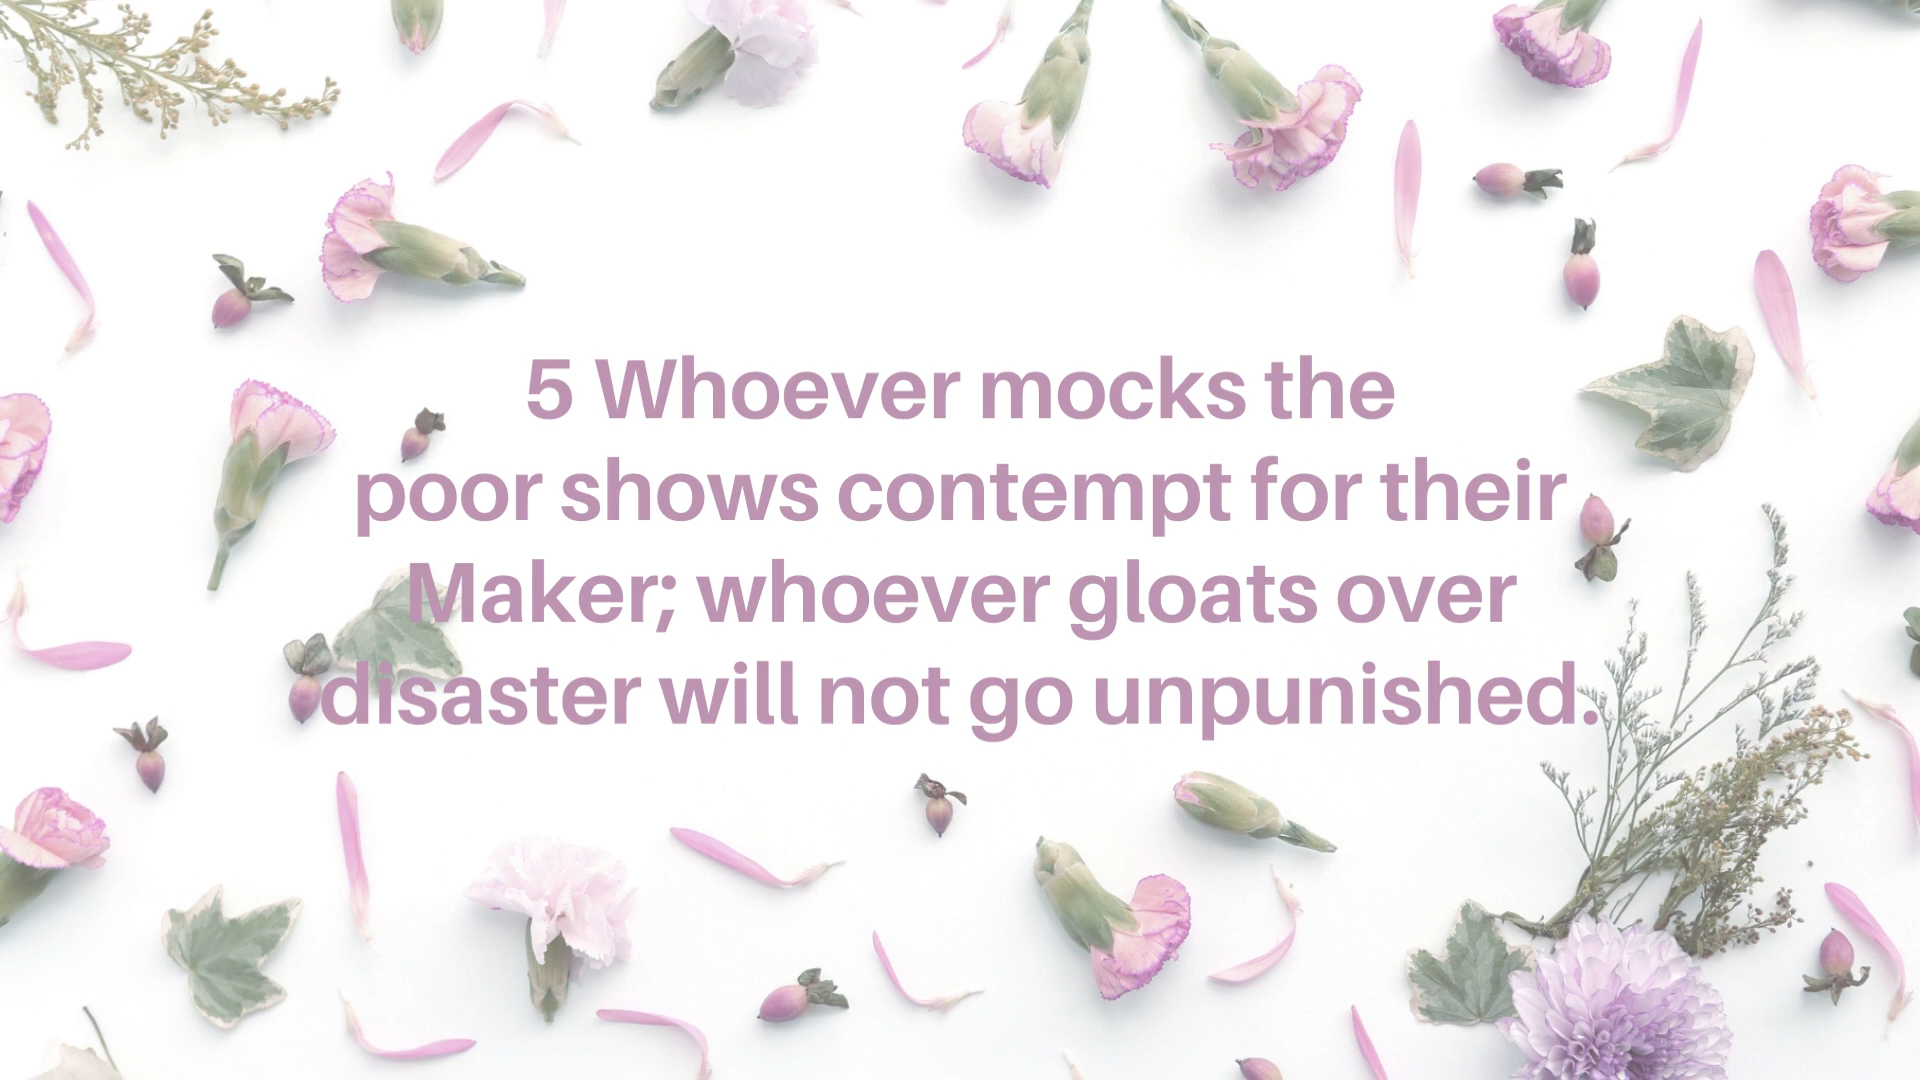 5 Whoever mocks the
poor shows contempt for their
Maker; whoever gloats over
disaster will not go unpunished.